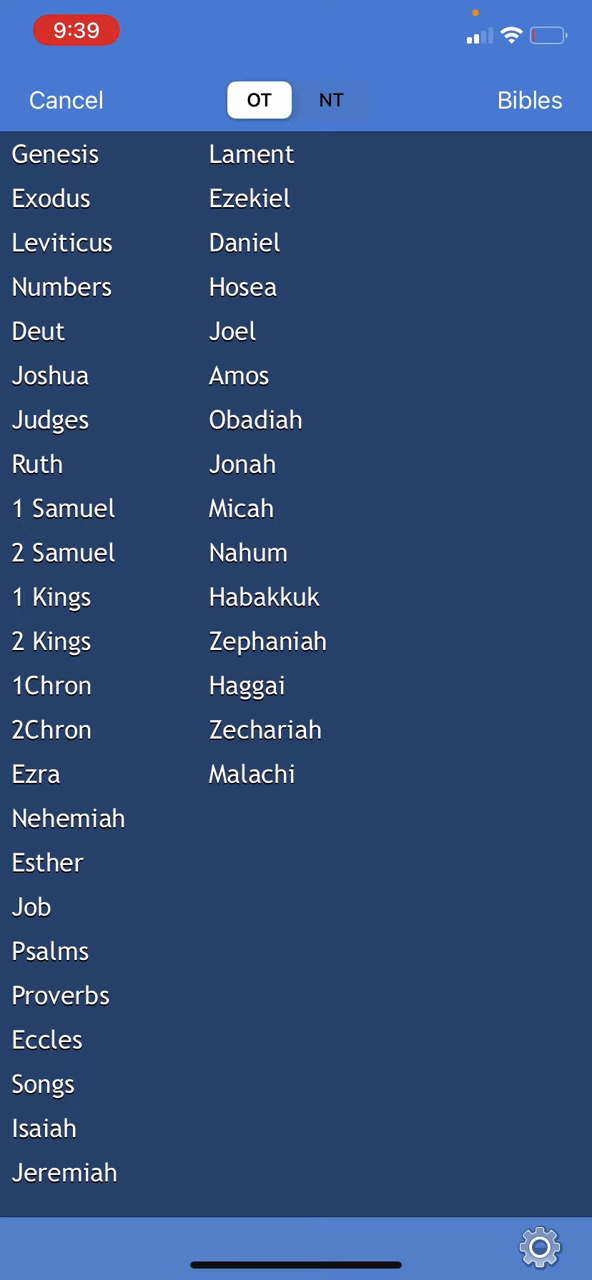 9:39
Cancel OT NT Bibles
Genesis
Exodus
Leviticus
Numbers
Deut
Joshua
Judges
Ruth
1 Samuel
2 Samuel
1 Kings
2 Kings
1Chron
2Chron
Ezra
Nehemiah
Esther
Job
Psalms
Proverbs
Eccles
Songs
Isaiah
Jeremiah
Lament
Ezekiel
Daniel
Hosea
Joel
Amos
Obadiah
Jonah
Micah
Nahum
Habakkuk
Zephaniah
Haggai
Zechariah
Malachi